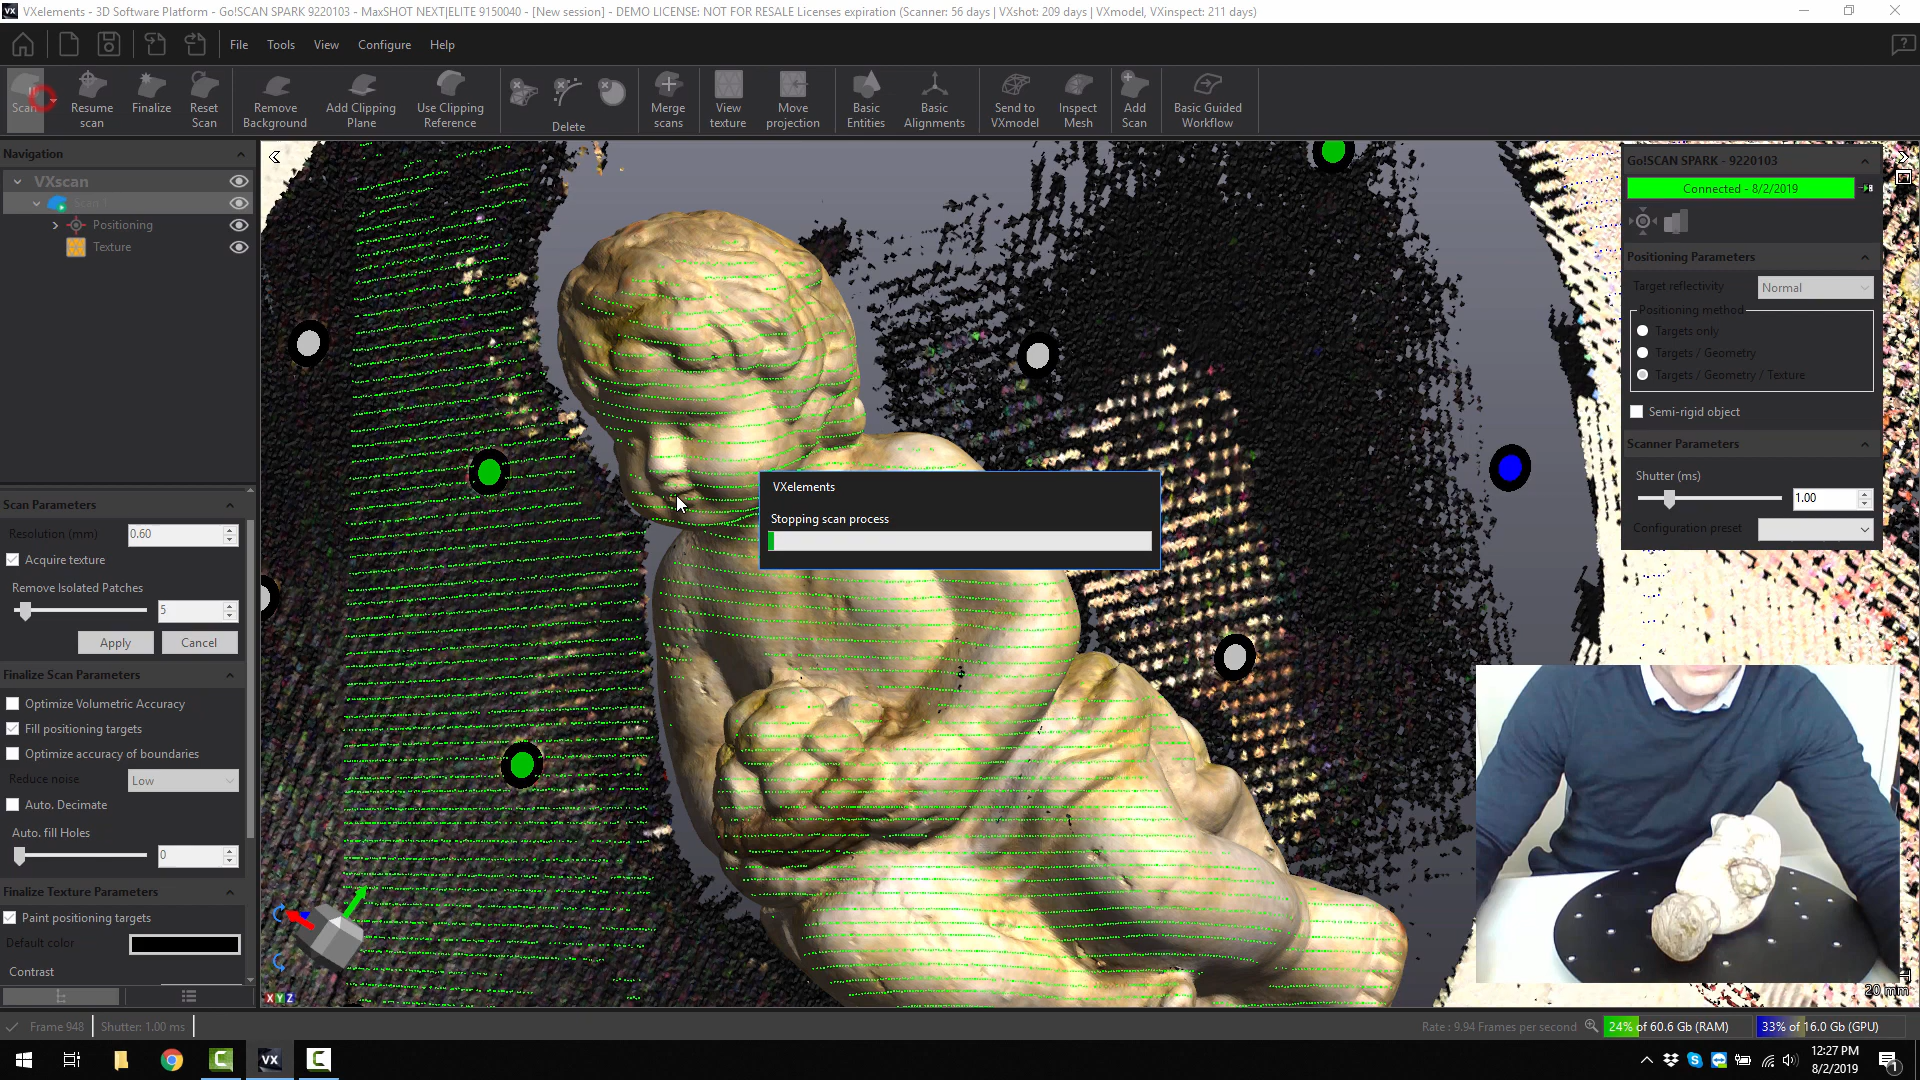 VXelements - 3D Software Platform - Go!SCAN SPARK 9220103 - MaxSHOT NEXT|ELITE 9150040 - [New session] - DEMO LICENSE: NOT FOR RESALE Licenses expiration (Scanner: 56 days | VXshot: 209 days | VXmodel, VXinspect: 211 days)
File Tools View Configure Help
Scan
Resume scan
Finalize
Reset Scan
Remove Background
Add Clipping Plane
Use Clipping Reference
Delete
Merge scans
View texture
Move projection
Basic Entities
Basic Alignments
Send to VXmodel
Inspect Mesh
Add Scan
Basic Guided Workflow
Navigation
VXscan
Scan 1
Positioning
Texture
Scan Parameters
Resolution (mm) 0.60
Acquire texture
Remove Isolated Patches
5
Apply Cancel
Finalize Scan Parameters
Optimize Volumetric Accuracy
Fill positioning targets
Optimize accuracy of boundaries
Reduce noise Low
Auto. Decimate
Auto. fill Holes
0
Finalize Texture Parameters
Paint positioning targets
Default color
Contrast
XYZ
VXelements
Stopping scan process
Go!SCAN SPARK - 9220103
Connected - 8/2/2019
Positioning Parameters
Target reflectivity Normal
Positioning method
Targets only
Targets / Geometry
Targets / Geometry / Texture
Semi-rigid object
Scanner Parameters
Shutter (ms)
1.00
Configuration preset
20 mm
Frame 948 Shutter: 1.00 ms
Rate : 9.94 Frames per second 24% of 60.6 Gb (RAM) 33% of 16.0 Gb (GPU)
VX
12:27 PM
8/2/2019
1